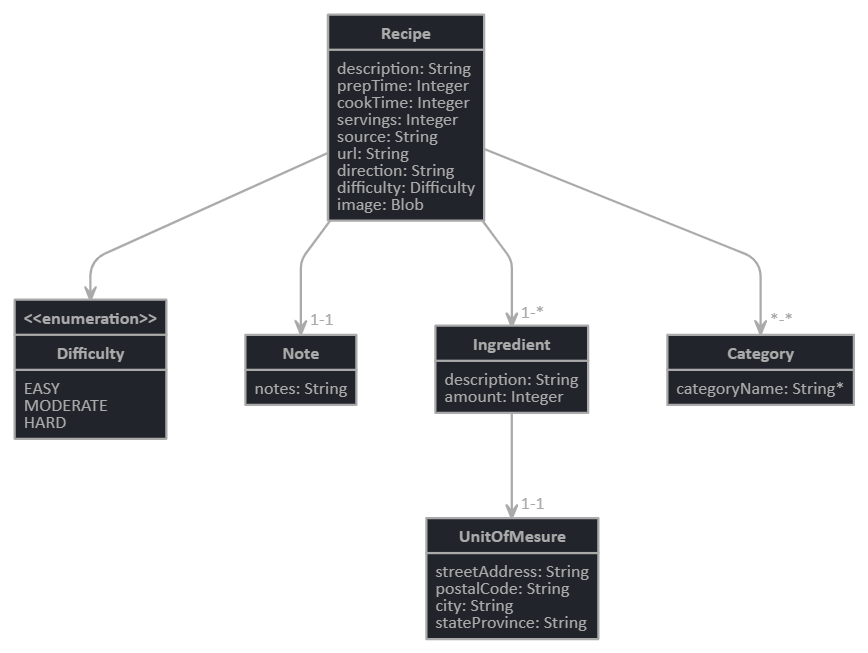 Recipe
description: String
prepTime: Integer
cookTime: Integer
servings: Integer
source: String
url: String
direction: String
difficulty: Difficulty
image: Blob
<<enumeration>>
Difficulty
EASY
MODERATE
HARD
1-1
Note
notes: String
1-*
Ingredient
description: String
amount: Integer
*-*
Category
categoryName: String*
1-1
UnitOfMesure
streetAddress: String
postalCode: String
city: String
stateProvince: String